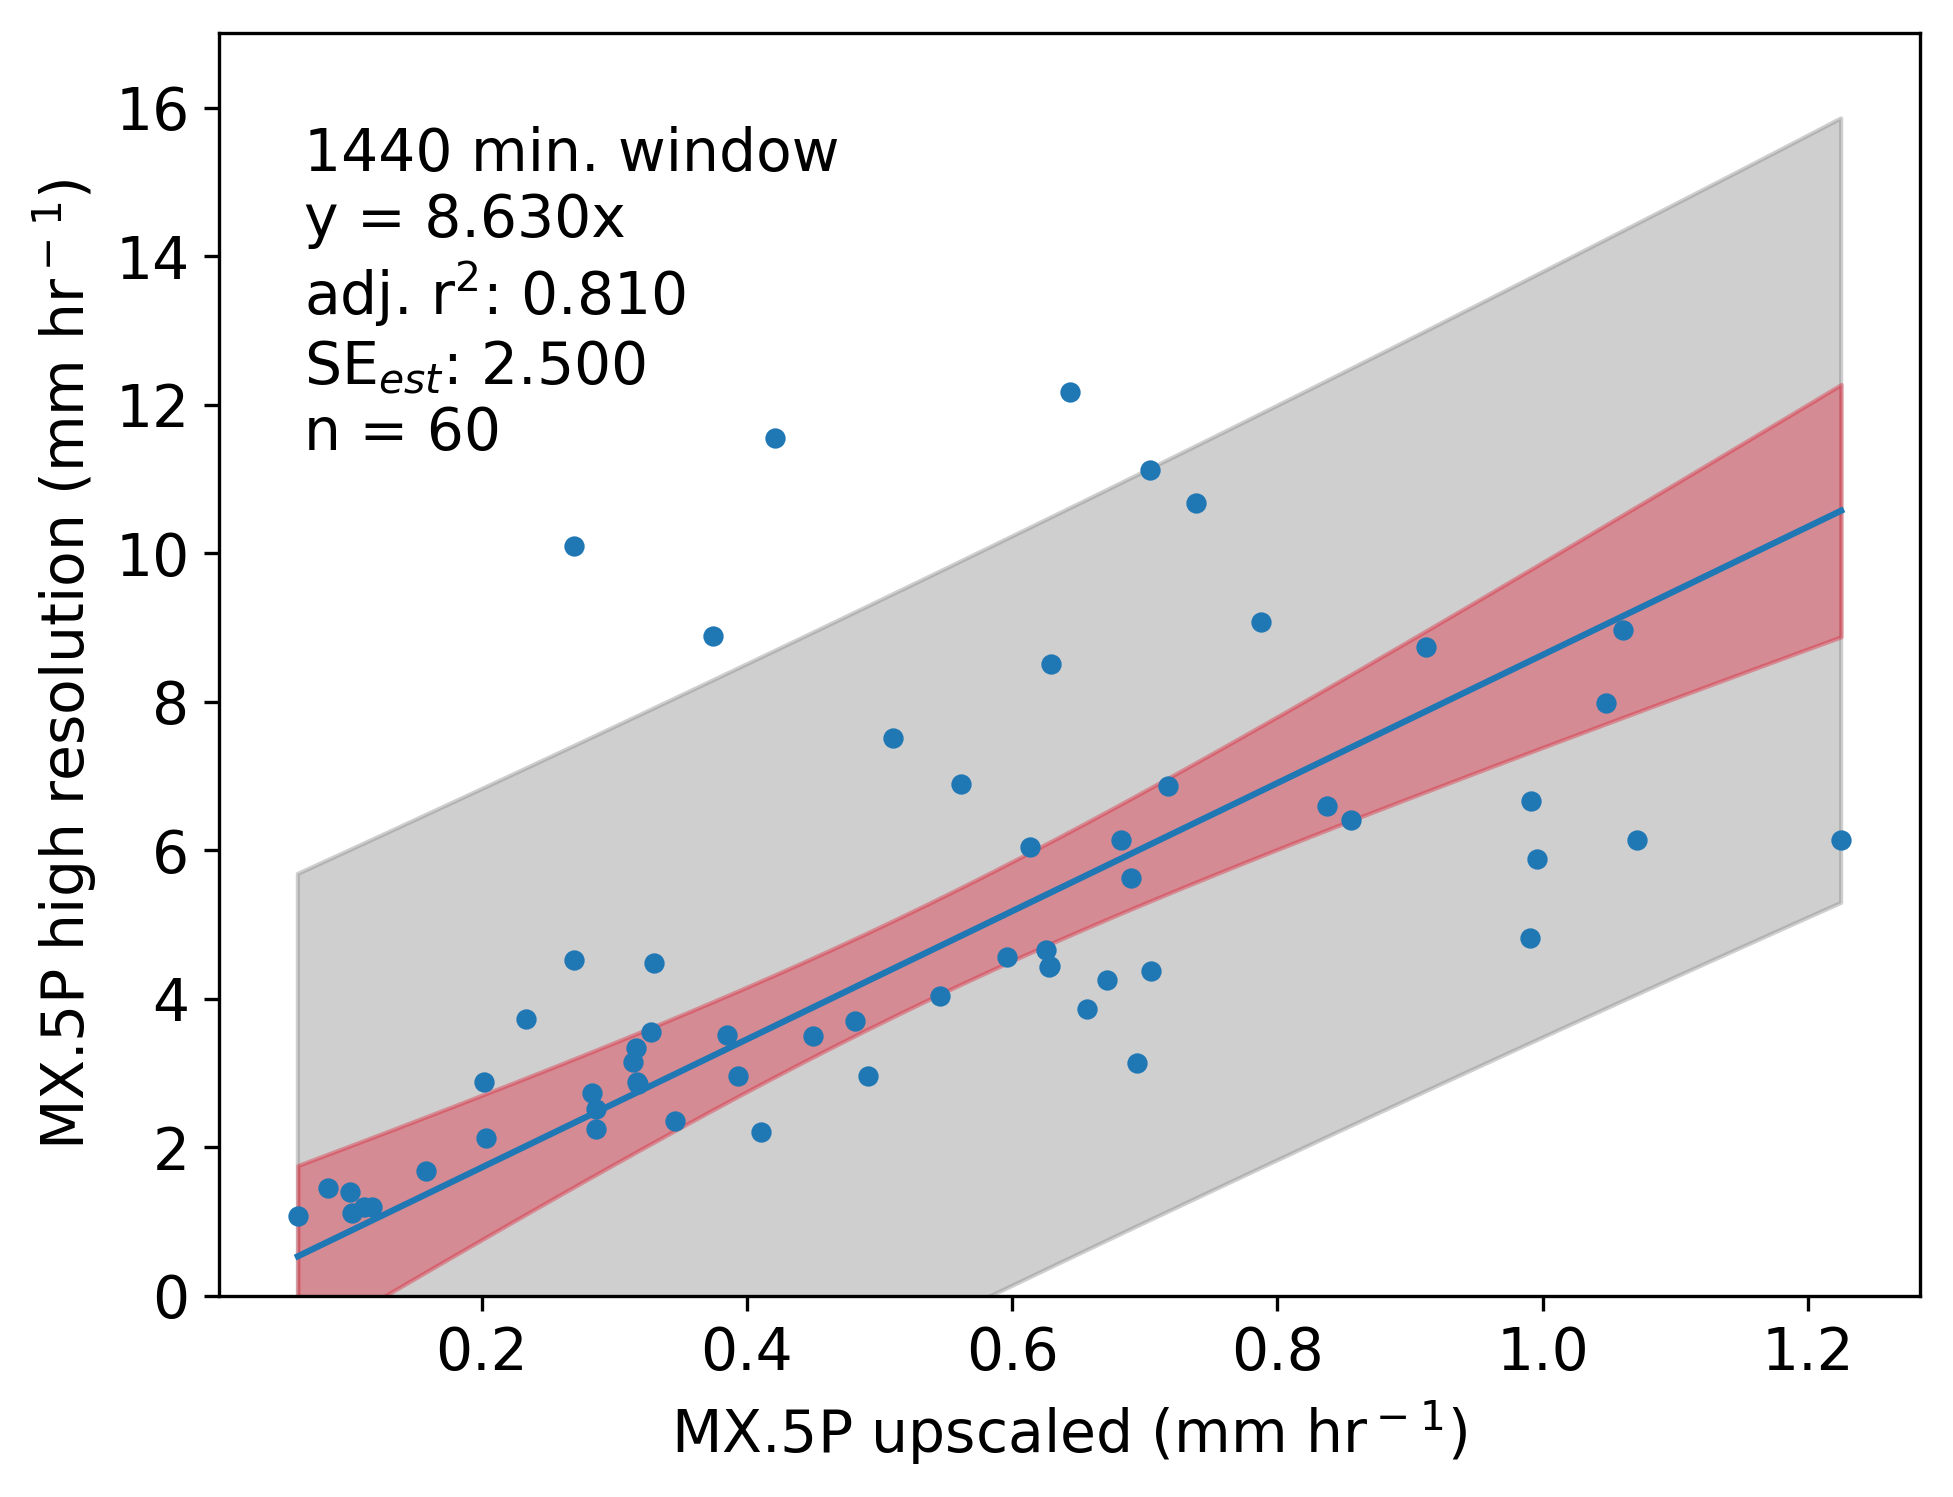 1440 min. window
y = 8.630x
adj. r²: 0.810
SEest: 2.500
n = 60
MX.5P high resolution (mm hr⁻¹)
16
14
12
10
8
6
4
2
0
0.2 0.4 0.6 0.8 1.0 1.2
MX.5P upscaled (mm hr⁻¹)